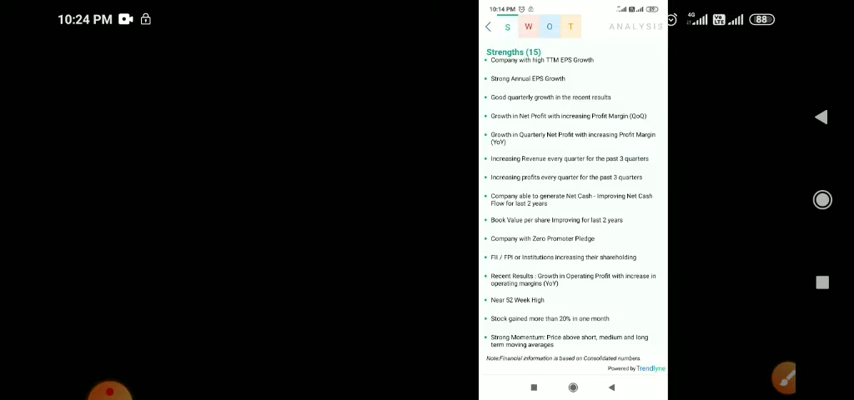 10:24 PM
88
10:14 PM
S W O T ANALYSIS
Strengths (15)
Company with high TTM EPS Growth
Strong Annual EPS Growth
Good quarterly growth in the recent results
Growth in Net Profit with increasing Profit Margin (QoQ)
Growth in Quarterly Net Profit with increasing Profit Margin
(YoY)
Increasing Revenue every quarter for the past 3 quarters
Increasing profits every quarter for the past 3 quarters
Company able to generate Net Cash - Improving Net Cash
Flow for last 2 years
Book Value per share Improving for last 2 years
Company with Zero Promoter Pledge
FII / FPI or Institutions increasing their shareholding
Recent Results : Growth in Operating Profit with increase in
operating margins (YoY)
Near 52 Week High
Stock gained more than 20% in one month
Strong Momentum: Price above short, medium and long
term moving averages
Note:Financial information is based on Consolidated numbers
Powered by Trendlyne